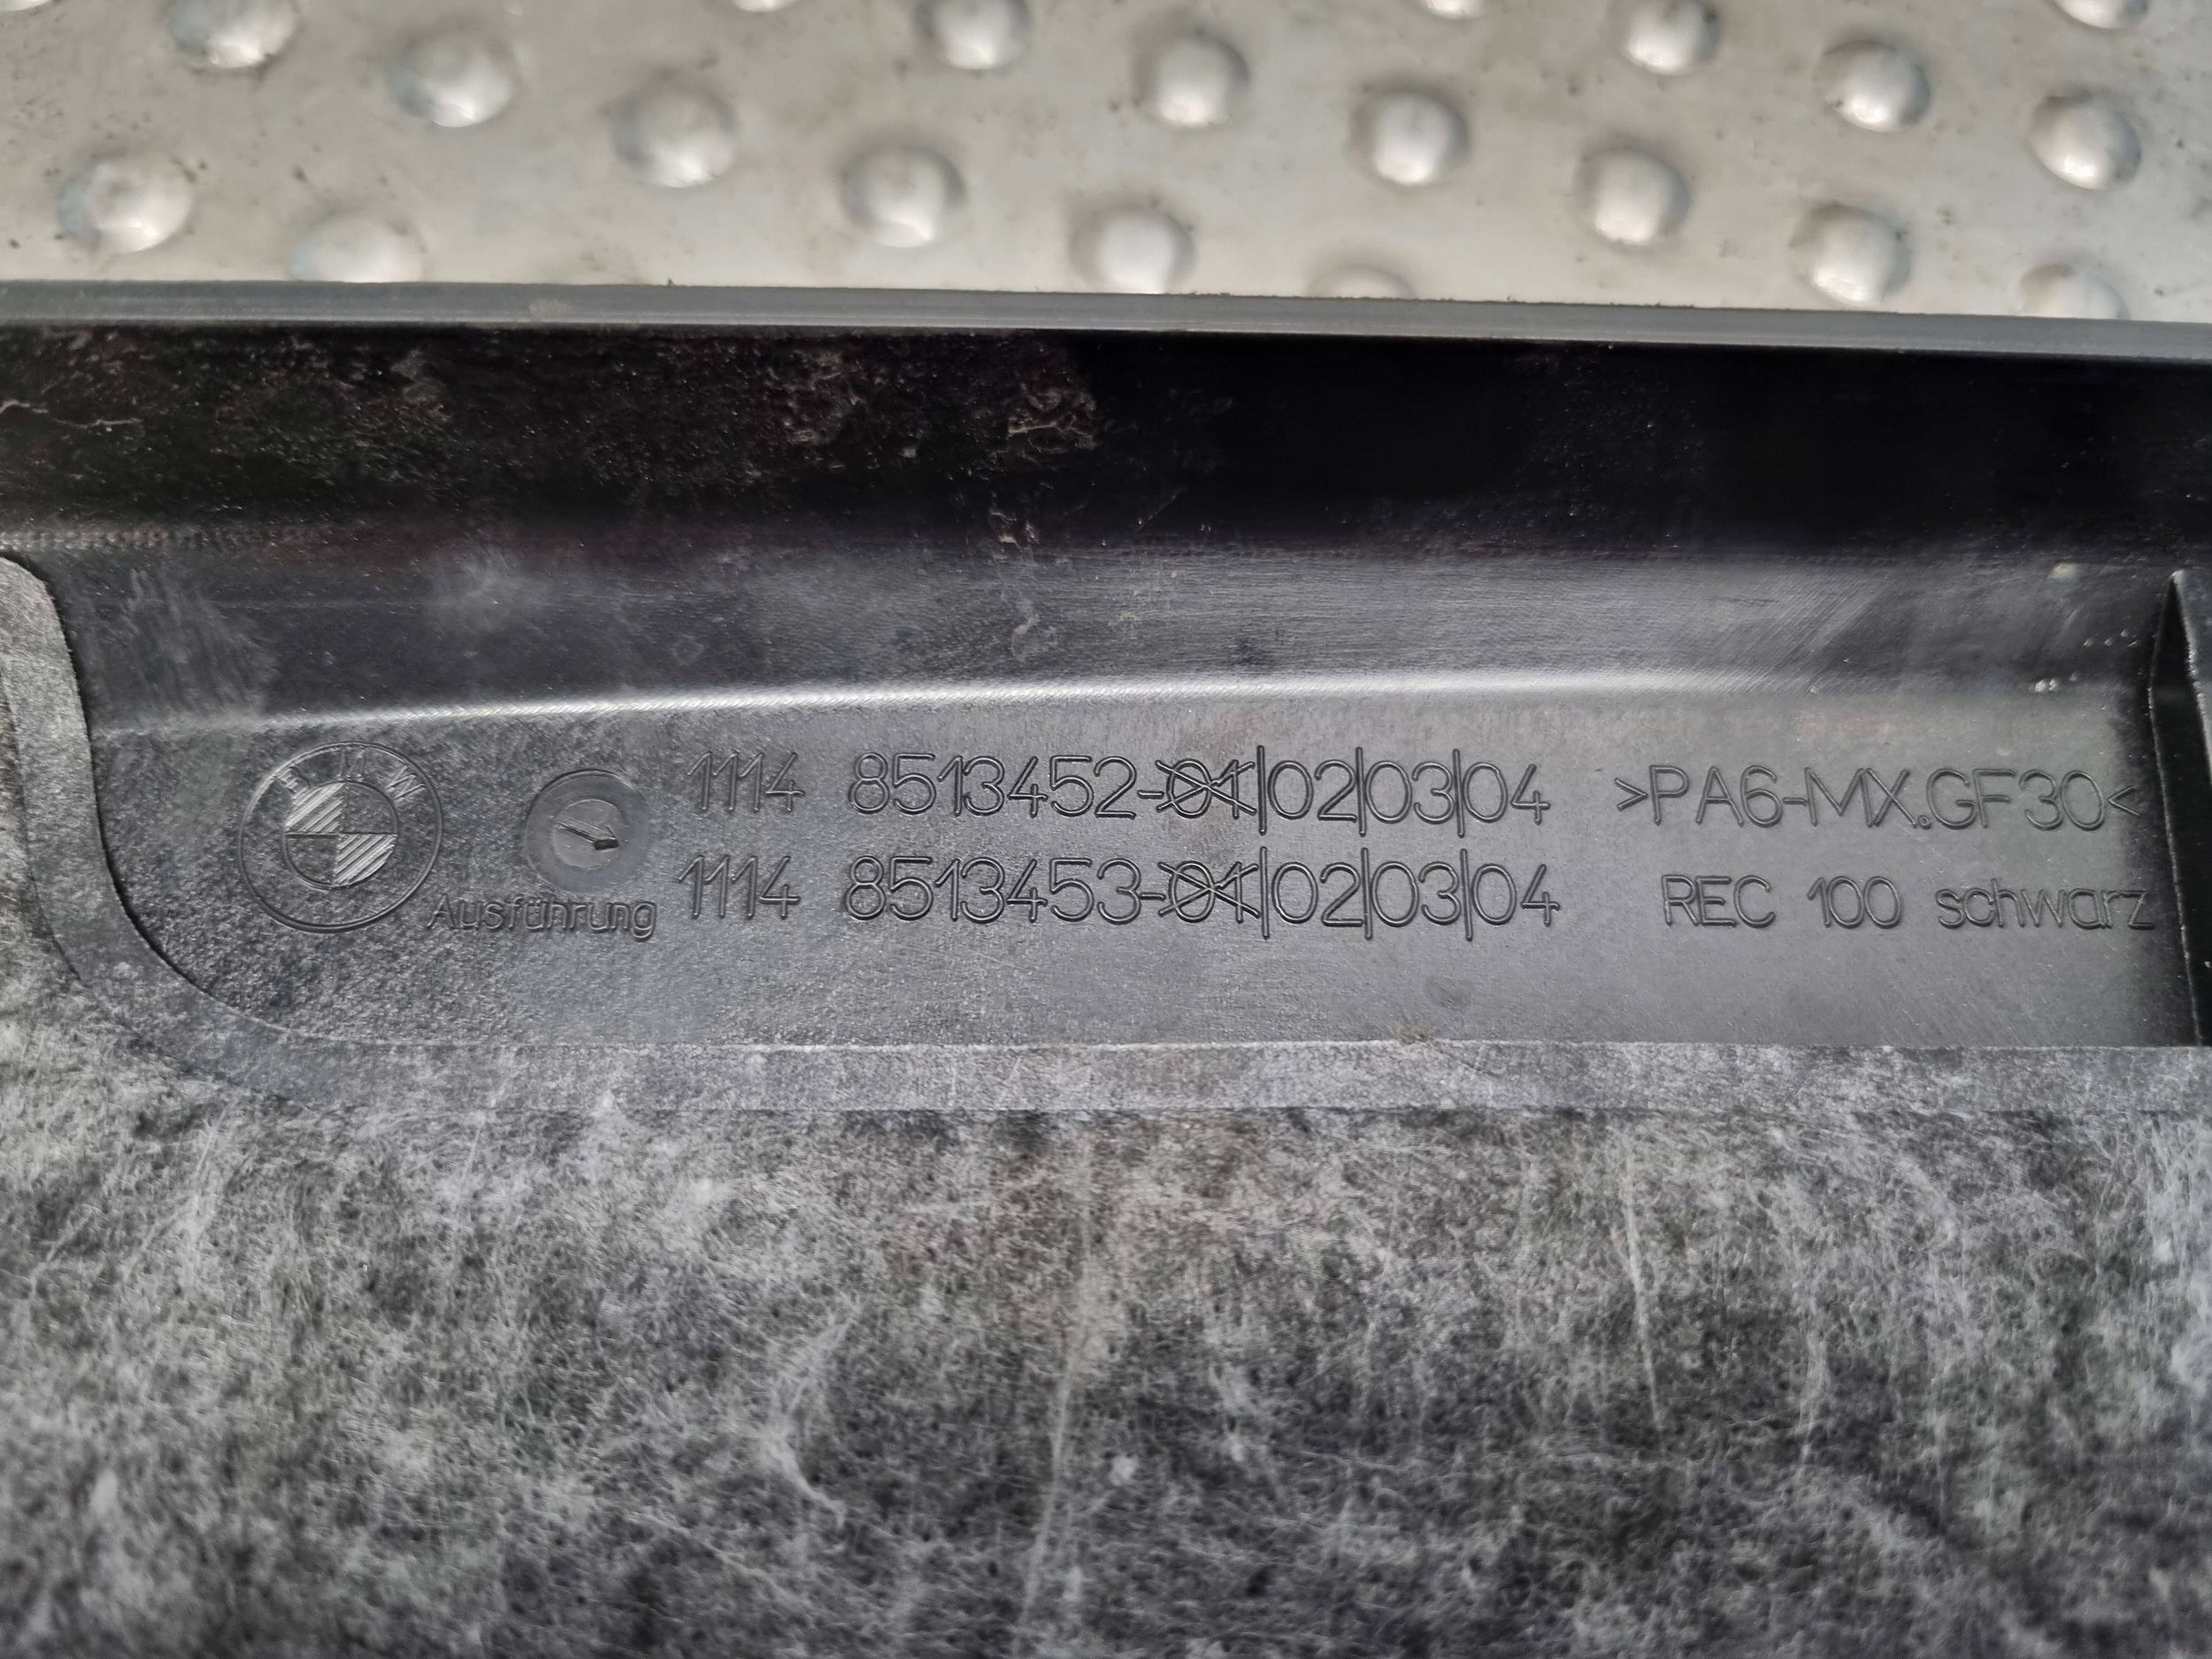 BMW
1114 8513452-01|02|03|04 >PA6-MX.GF30<
Ausführung 1114 8513453-01|02|03|04 REC 100 schwarz